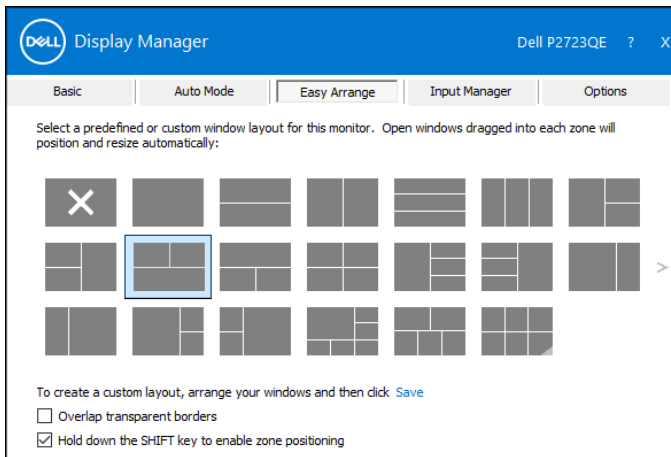 DELL Display Manager Dell P2723QE ? X
Basic Auto Mode Easy Arrange Input Manager Options
Select a predefined or custom window layout for this monitor. Open windows dragged into each zone will
position and resize automatically:
>
To create a custom layout, arrange your windows and then click Save
Overlap transparent borders
Hold down the SHIFT key to enable zone positioning